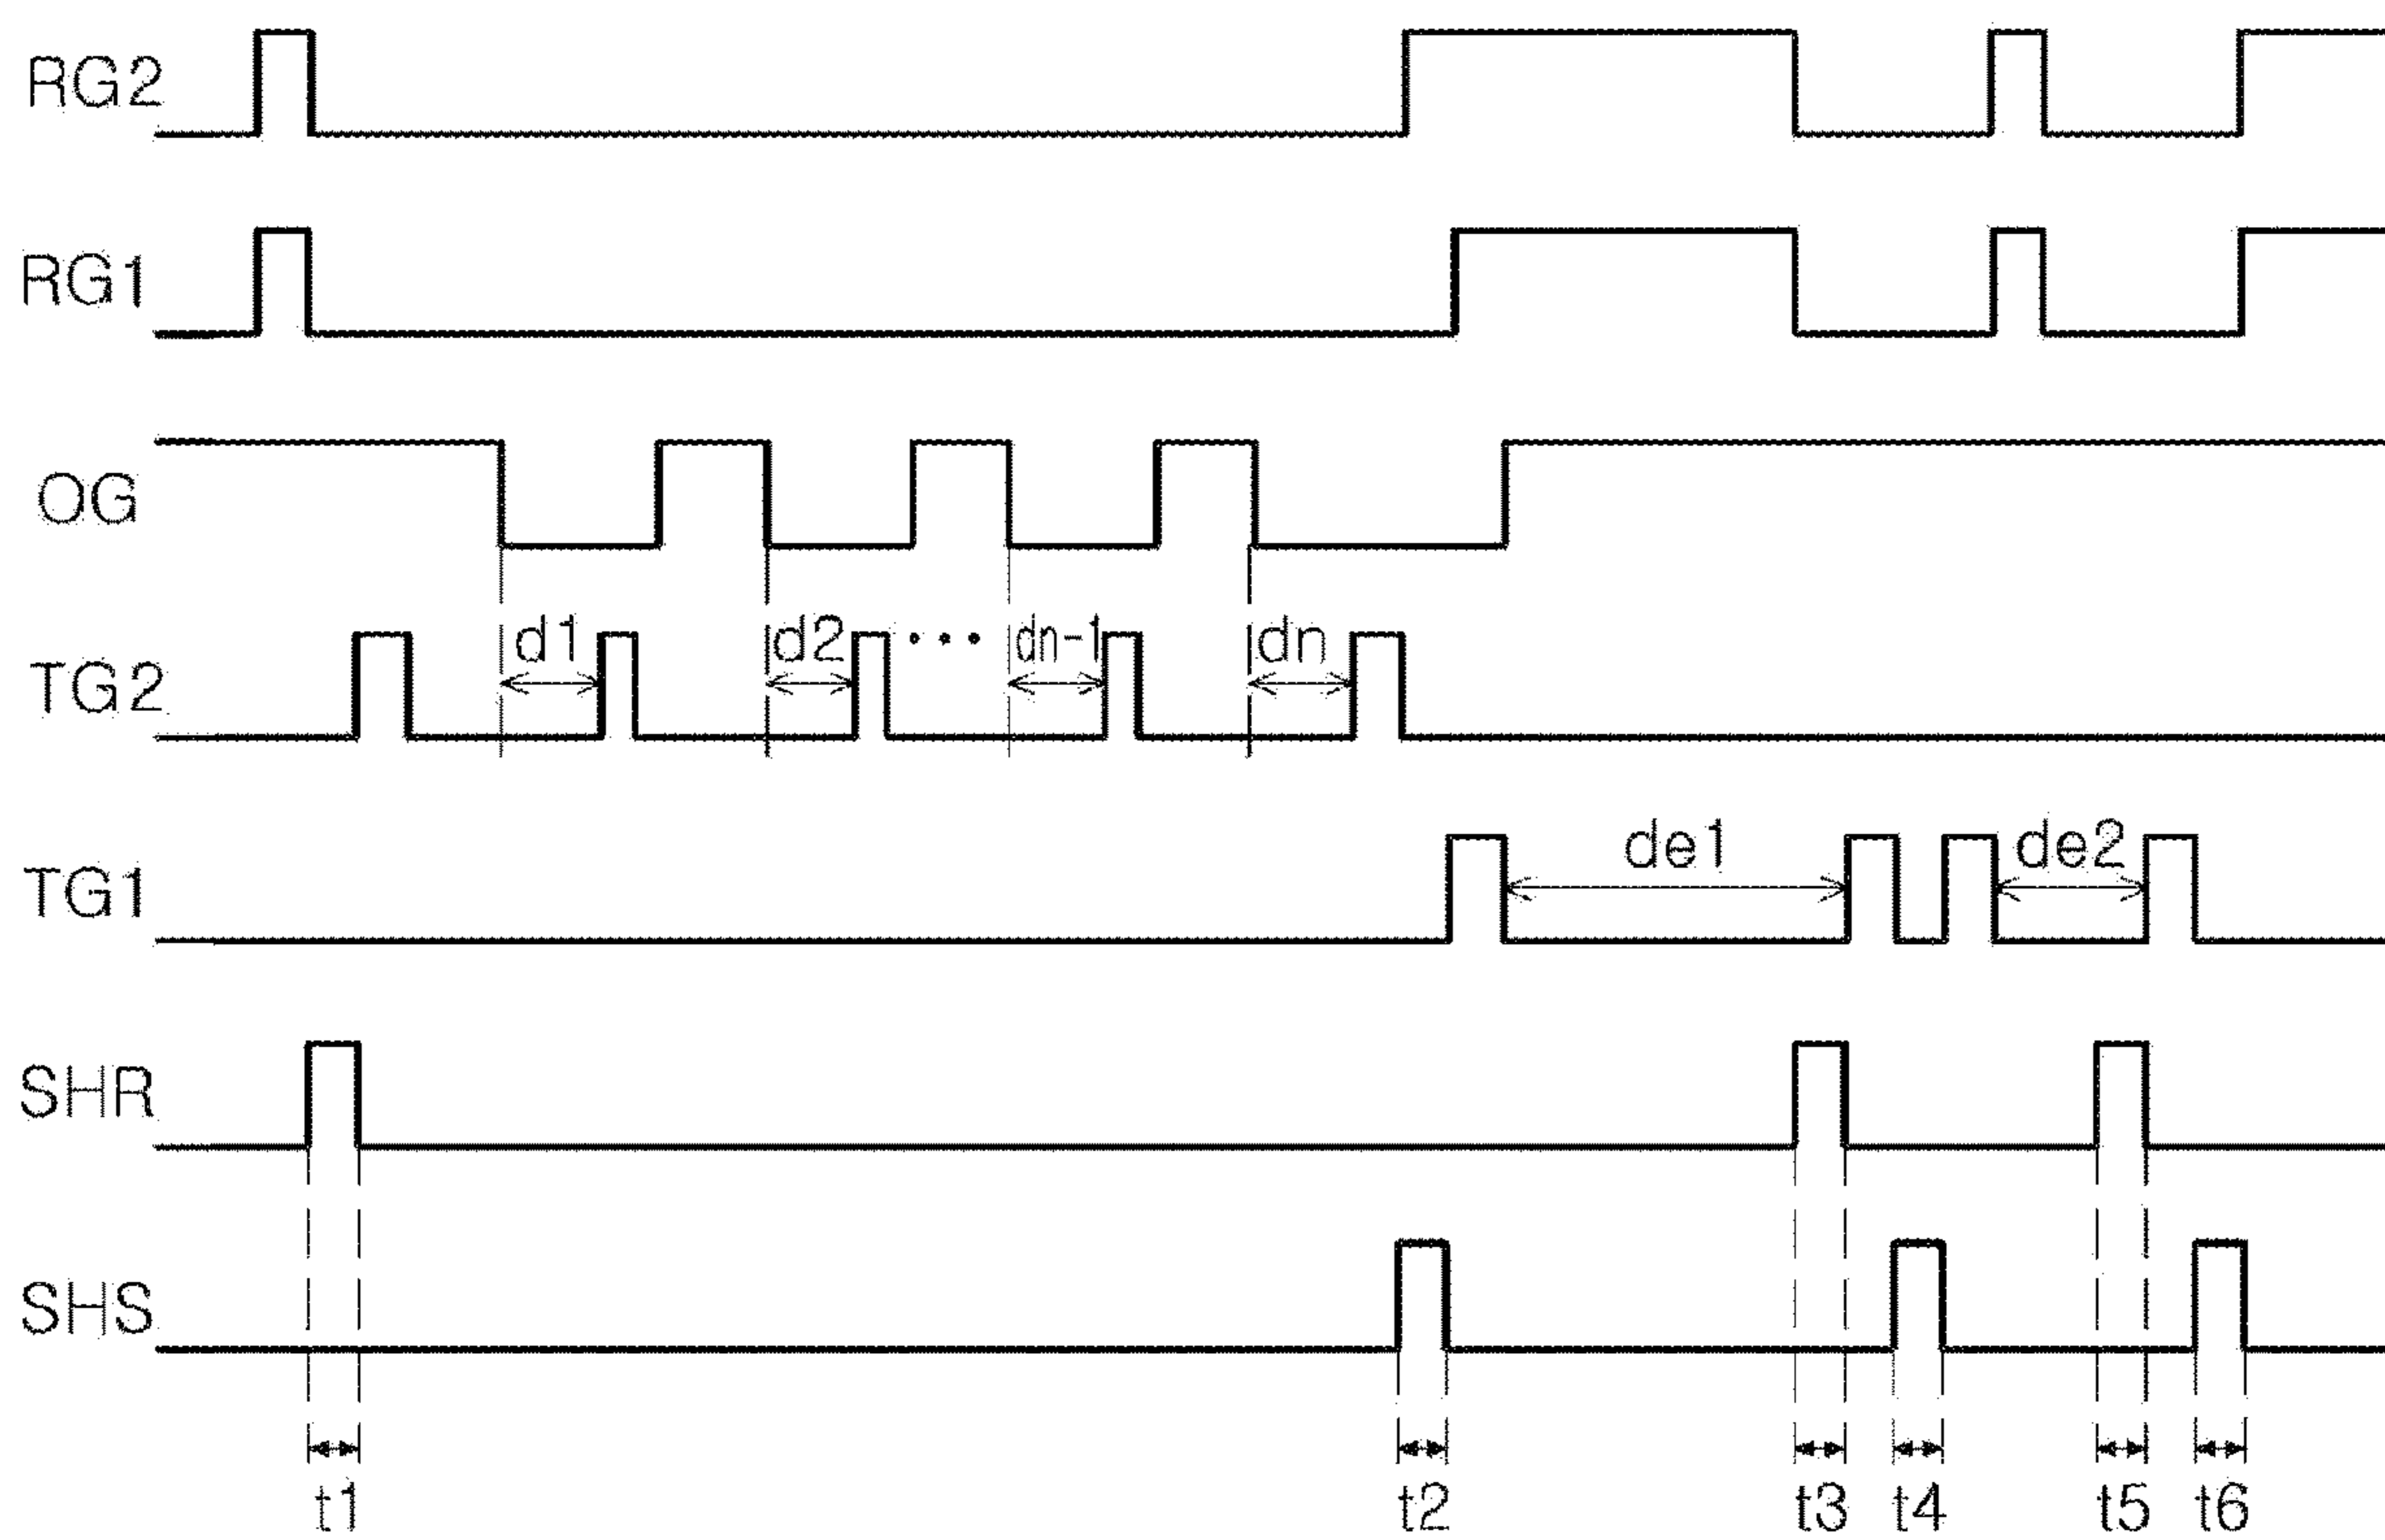 RG2
RG1
OG
TG2 d1 d2 ... dn-1 dn
TG1 de1 de2
SHR
SHS
t1 t2 t3 t4 t5 t6